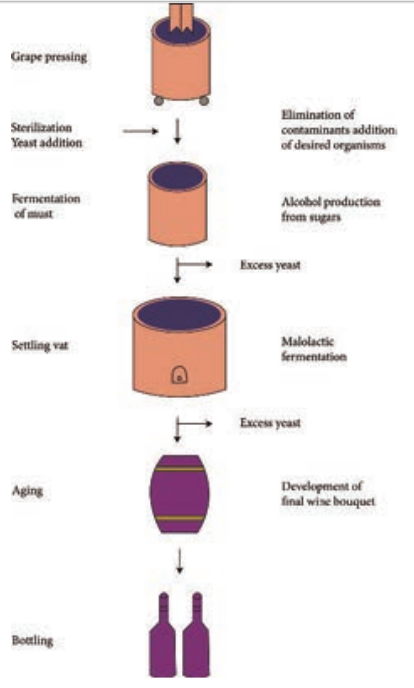 Grape pressing
Sterilization
Yeast addition
Elimination of
contaminants addition:
of desired organisms
Fermentation
of must
Alcohol production
from sugars
Excess yeast
Settling vat
Malolactic
fermentation
Excess yeast
Aging
Development of
final wine bouquet
Bottling